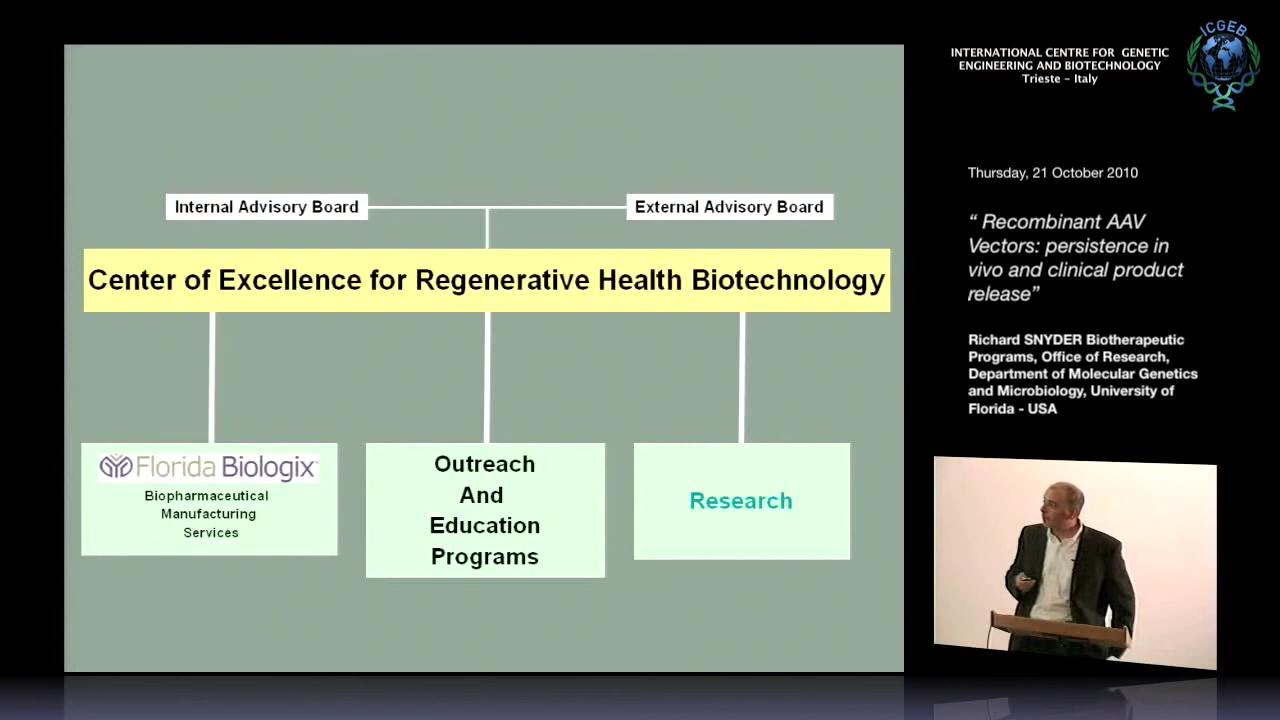 Internal Advisory Board
External Advisory Board
Center of Excellence for Regenerative Health Biotechnology
Florida Biologix
Biopharmaceutical
Manufacturing
Services
Outreach
And
Education
Programs
Research
INTERNATIONAL CENTRE FOR GENETIC
ENGINEERING AND BIOTECHNOLOGY
Trieste - Italy
ICGEB
Thursday, 21 October 2010
“ Recombinant AAV
Vectors: persistence in
vivo and clinical product
release”
Richard SNYDER Biotherapeutic
Programs, Office of Research,
Department of Molecular Genetics
and Microbiology, University of
Florida - USA